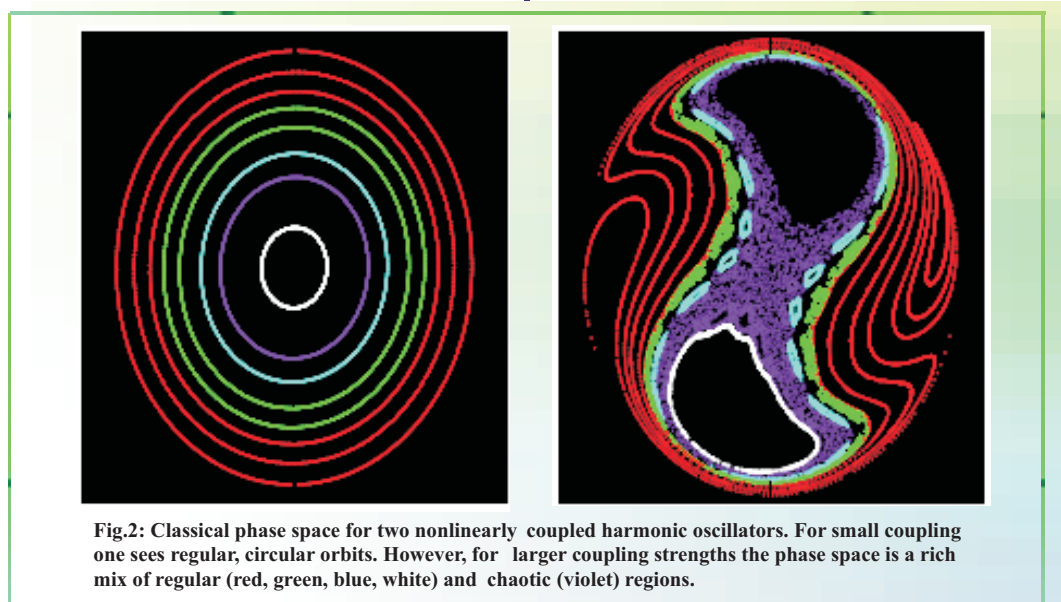 Fig.2: Classical phase space for two nonlinearly coupled harmonic oscillators. For small coupling
one sees regular, circular orbits. However, for larger coupling strengths the phase space is a rich
mix of regular (red, green, blue, white) and chaotic (violet) regions.